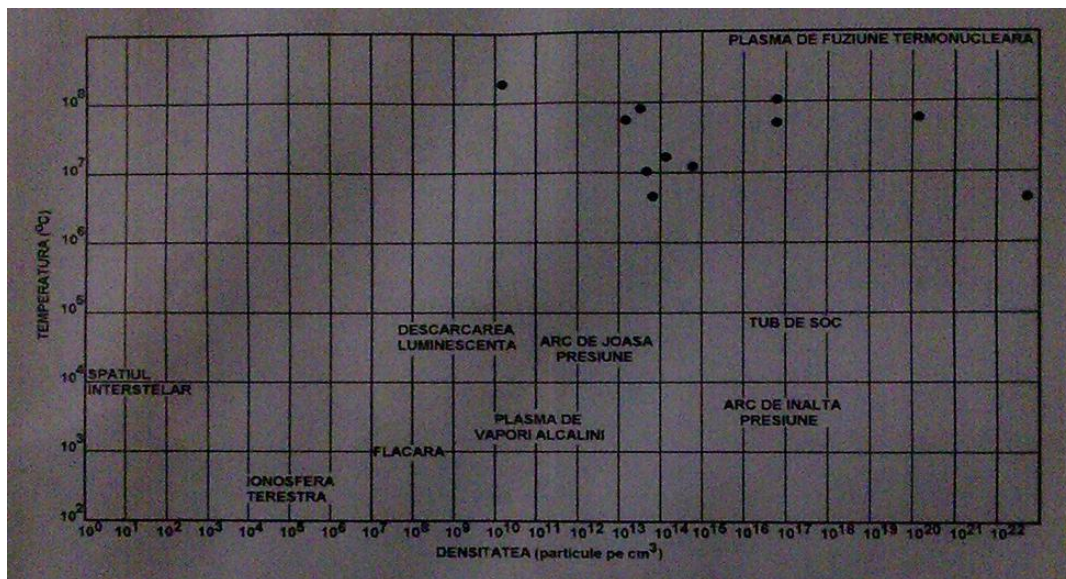 PLASMA DE FUZIUNE TERMONUCLEARA
10⁸
10⁷
10⁶
10⁵
10⁴
10³
10²
TEMPERATURA (⁰C)
DESCARCAREA
LUMINESCENTA
ARC DE JOASA
PRESIUNE
TUB DE SOC
SPATIUL
INTERSTELAR
PLASMA DE
VAPORI ALCALINI
ARC DE INALTA
PRESIUNE
FLACARA
IONOSFERA
TERESTRA
10⁰ 10¹ 10² 10³ 10⁴ 10⁵ 10⁶ 10⁷ 10⁸ 10⁹ 10¹⁰ 10¹¹ 10¹² 10¹³ 10¹⁴ 10¹⁵ 10¹⁶ 10¹⁷ 10¹⁸ 10¹⁹ 10²⁰ 10²¹ 10²²
DENSITATEA (particule pe cm³)